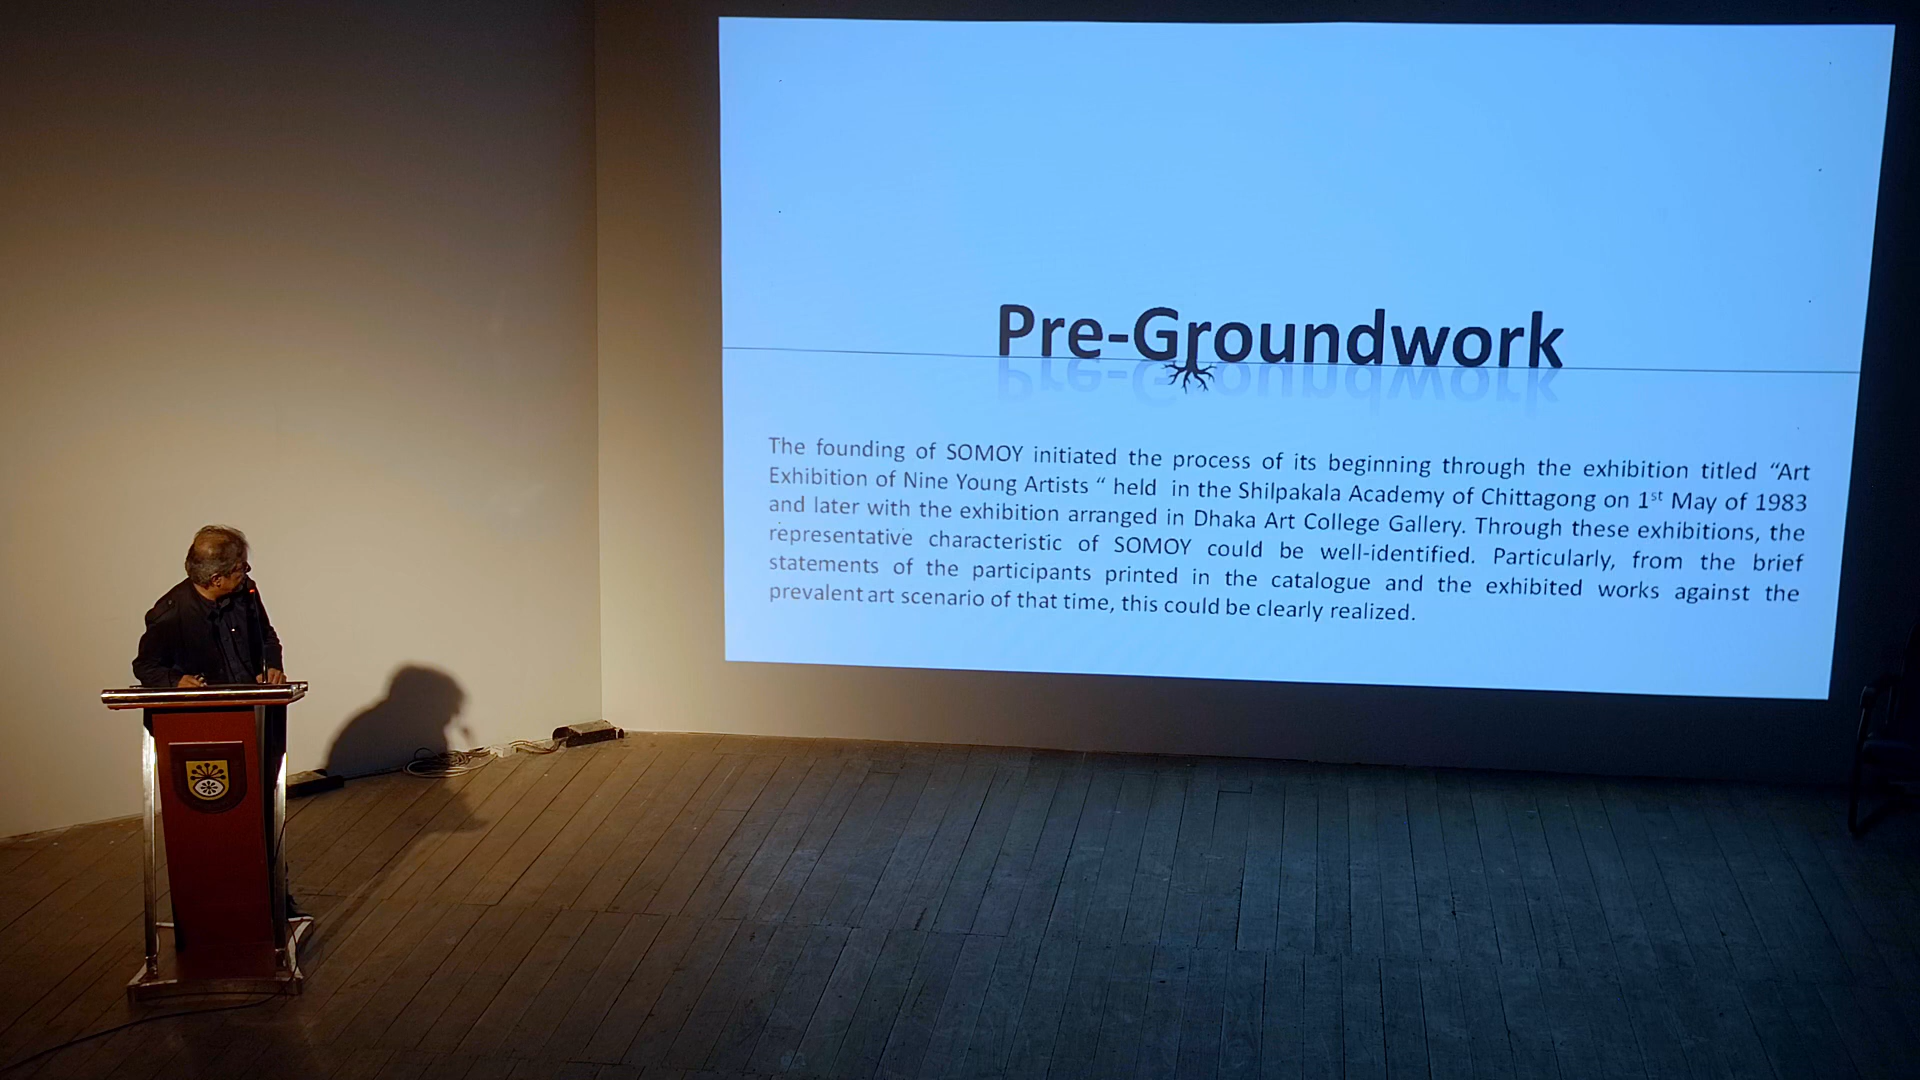 Pre-Groundwork
The founding of SOMOY initiated the process of its beginning through the exhibition titled “Art
Exhibition of Nine Young Artists “ held in the Shilpakala Academy of Chittagong on 1st May of 1983
and later with the exhibition arranged in Dhaka Art College Gallery. Through these exhibitions, the
representative characteristic of SOMOY could be well-identified. Particularly, from the brief
statements of the participants printed in the catalogue and the exhibited works against the
prevalent art scenario of that time, this could be clearly realized.